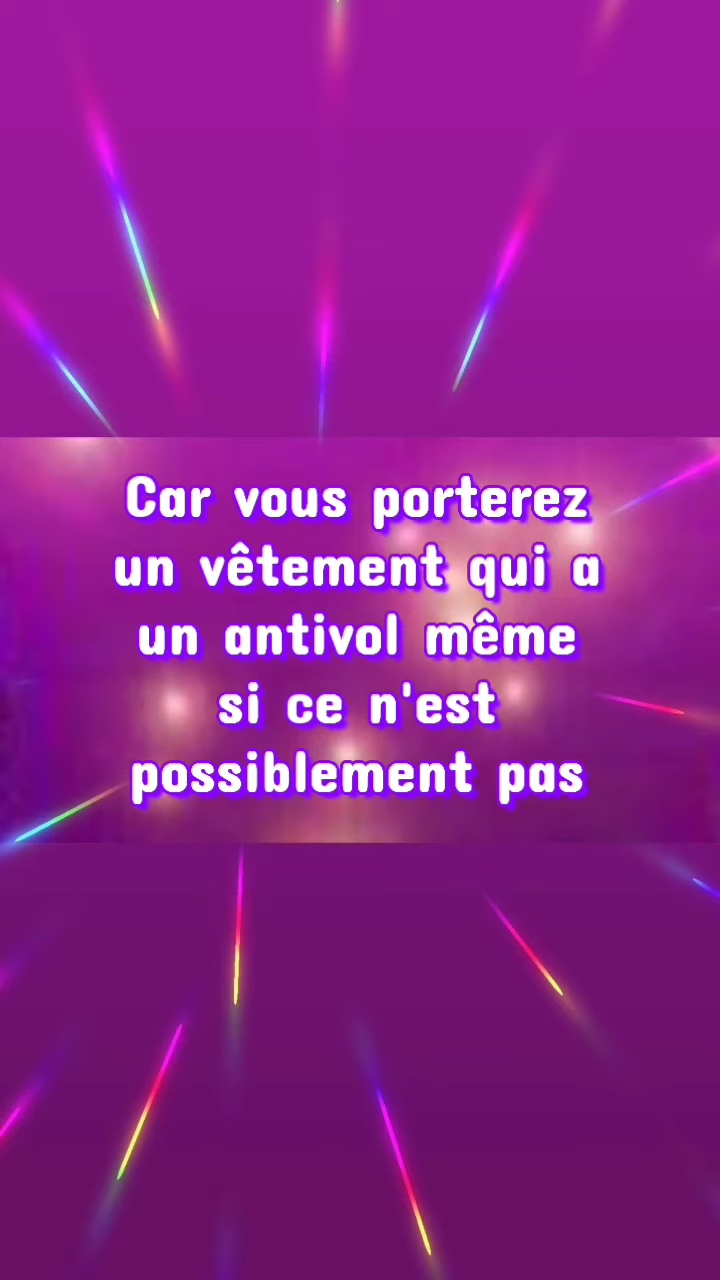 Car vous porterez
un vêtement qui a
un antivol même
si ce n'est
possiblement pas